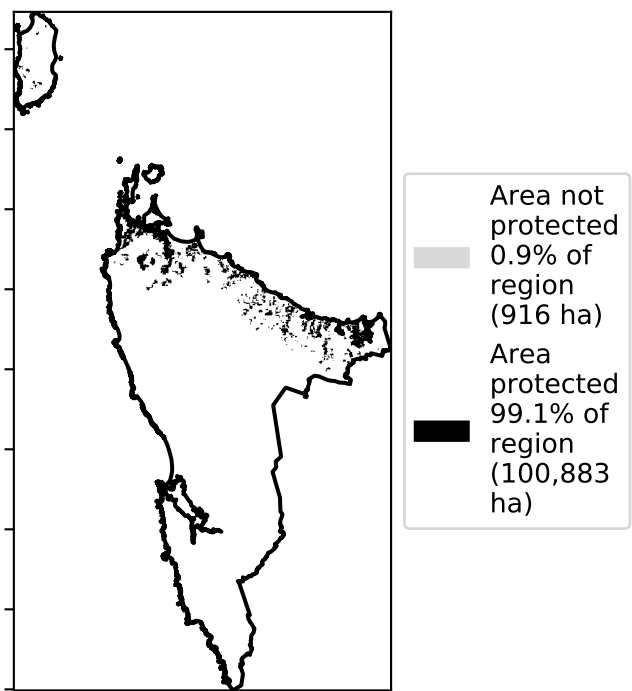 Area not
protected
0.9% of
region
(916 ha)
Area
protected
99.1% of
region
(100,883
ha)